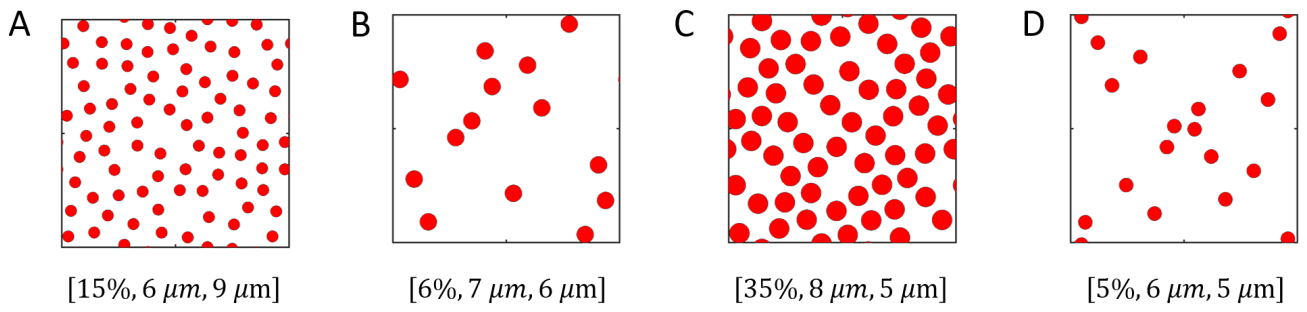 A
B
C
D
[15%, 6 𝜇𝑚, 9 𝜇m]
[6%, 7 𝜇𝑚, 6 𝜇m]
[35%, 8 𝜇𝑚, 5 𝜇m]
[5%, 6 𝜇𝑚, 5 𝜇m]